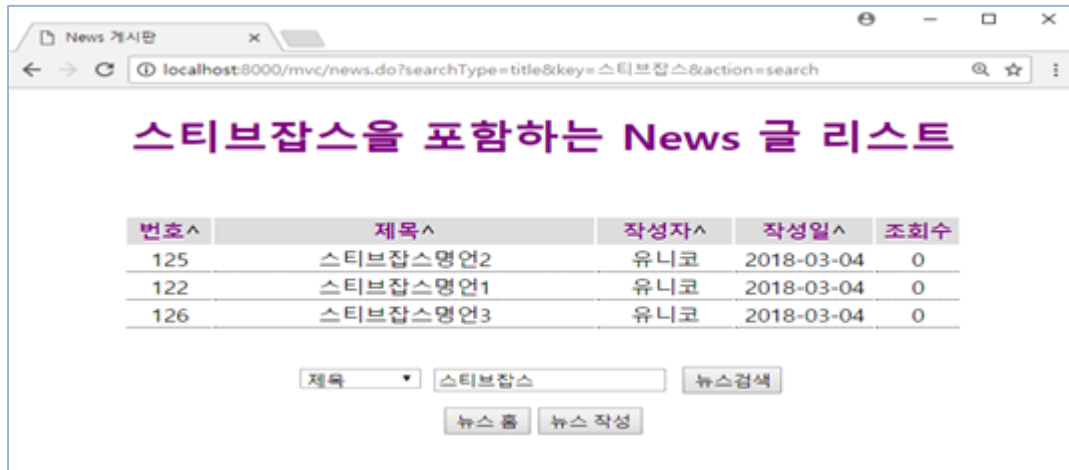 News 게시판
localhost:8000/mvc/news.do?searchType=title&key=스티브잡스&action=search
스티브잡스을 포함하는 News 글 리스트
번호^ 제목^ 작성자^ 작성일^ 조회수
125 스티브잡스명언2 유니코 2018-03-04 0
122 스티브잡스명언1 유니코 2018-03-04 0
126 스티브잡스명언3 유니코 2018-03-04 0
제목 스티브잡스 뉴스검색
뉴스 홈 뉴스 작성